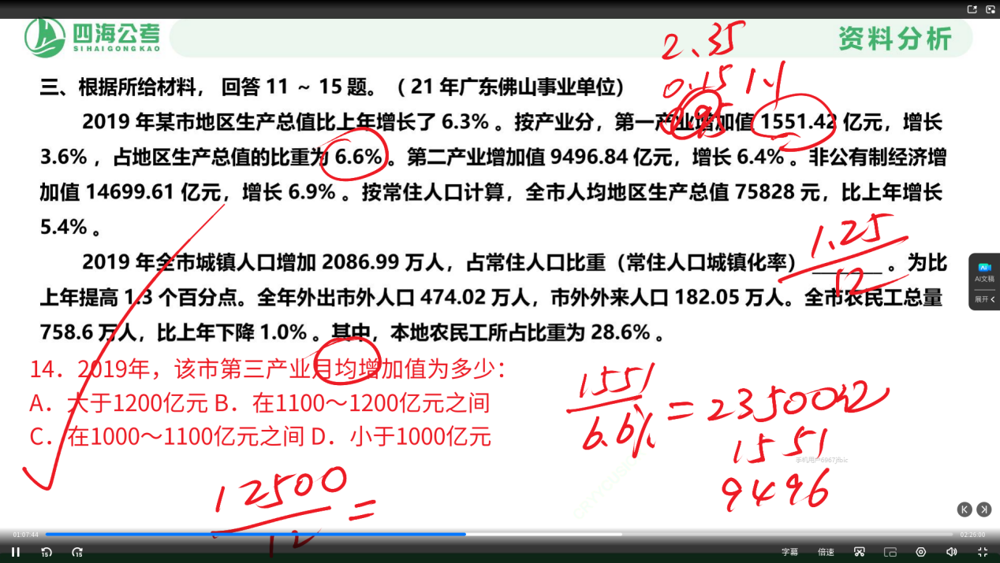 四海公考
SIHAIGONGKAO
资料分析
2、35
0.15 1.4
三、根据所给材料， 回答 11 ～ 15 题。（ 21 年广东佛山事业单位）
2019 年某市地区生产总值比上年增长了 6.3% 。按产业分，第一产业增加值 1551.42 亿元，增长
3.6% ，占地区生产总值的比重为 6.6% 。第二产业增加值 9496.84 亿元，增长 6.4% 。非公有制经济增
加值 14699.61 亿元，增长 6.9% 。按常住人口计算，全市人均地区生产总值 75828 元，比上年增长
5.4% 。
1.25
12
2019 年全市城镇人口增加 2086.99 万人，占常住人口比重（常住人口城镇化率） ______ 。为比
上年提高 1.3 个百分点。全年外出市外人口 474.02 万人，市外外来人口 182.05 万人。全市农民工总量
758.6 万人，比上年下降 1.0% 。其中，本地农民工所占比重为 28.6% 。
AI文稿
展开
14．2019年，该市第三产业月均增加值为多少：
A．大于1200亿元 B．在1100～1200亿元之间
C．在1000～1100亿元之间 D．小于1000亿元
1551
6.6% = 23500亿
1551
9496
手机用户6967jfbic
12500
12 =
01:07:44
02:26:00
15
15
字幕
倍速